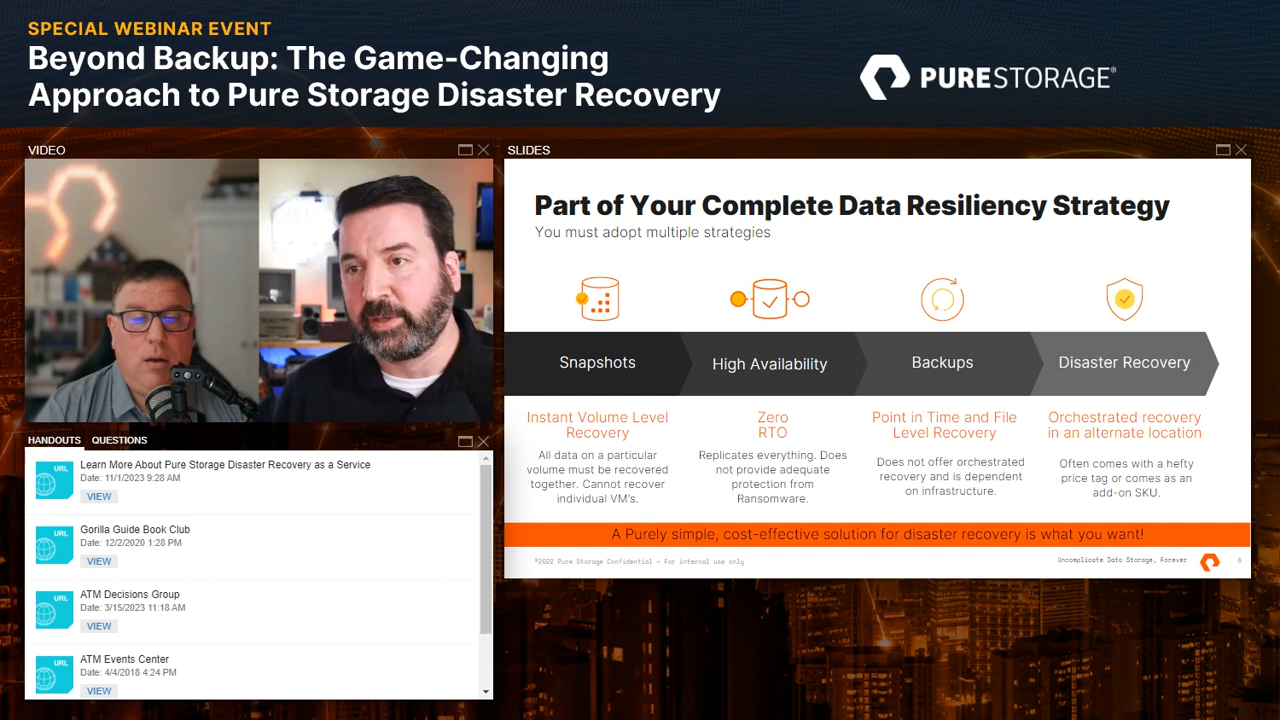 SPECIAL WEBINAR EVENT
Beyond Backup: The Game-Changing
Approach to Pure Storage Disaster Recovery
PURESTORAGE®
VIDEO
SLIDES
Part of Your Complete Data Resiliency Strategy
You must adopt multiple strategies
Snapshots
High Availability
Backups
Disaster Recovery
Instant Volume Level
Recovery
All data on a particular
volume must be recovered
together. Cannot recover
individual VM's.
Zero
RTO
Replicates everything. Does
not provide adequate
protection from
Ransomware.
Point in Time and File
Level Recovery
Does not offer orchestrated
recovery and is dependent
on infrastructure.
Orchestrated recovery
in an alternate location
Often comes with a hefty
price tag or comes as an
add-on SKU.
A Purely simple, cost-effective solution for disaster recovery is what you want!
©2022 Pure Storage Confidential – For internal use only
Uncomplicate Data Storage, Forever
HANDOUTS QUESTIONS
URL
Learn More About Pure Storage Disaster Recovery as a Service
Date: 11/1/2023 9:28 AM
VIEW
URL
Gorilla Guide Book Club
Date: 12/2/2020 1:28 PM
VIEW
URL
ATM Decisions Group
Date: 3/15/2023 11:18 AM
VIEW
URL
ATM Events Center
Date: 4/4/2018 4:24 PM
VIEW